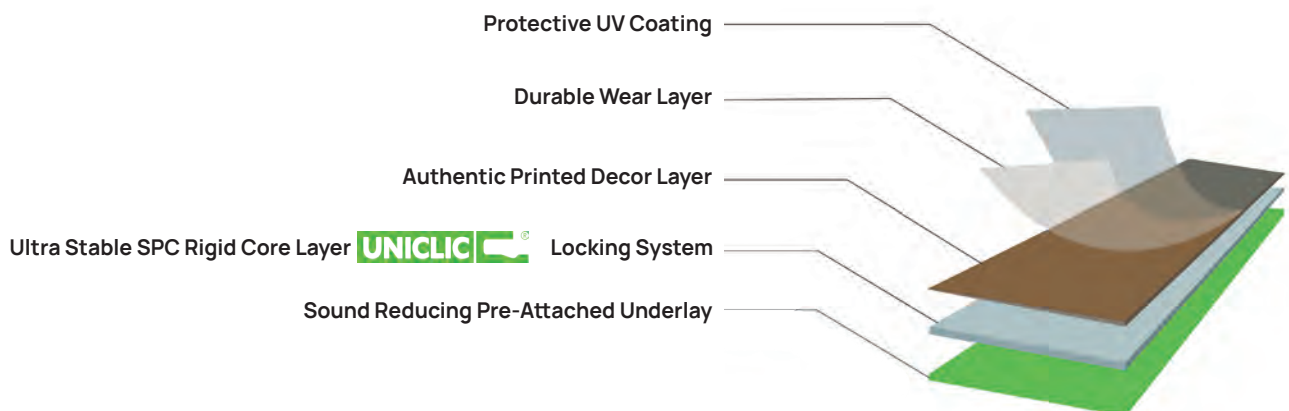 Protective UV Coating
Durable Wear Layer
Authentic Printed Decor Layer
Ultra Stable SPC Rigid Core Layer UNICLIC ® Locking System
Sound Reducing Pre-Attached Underlay